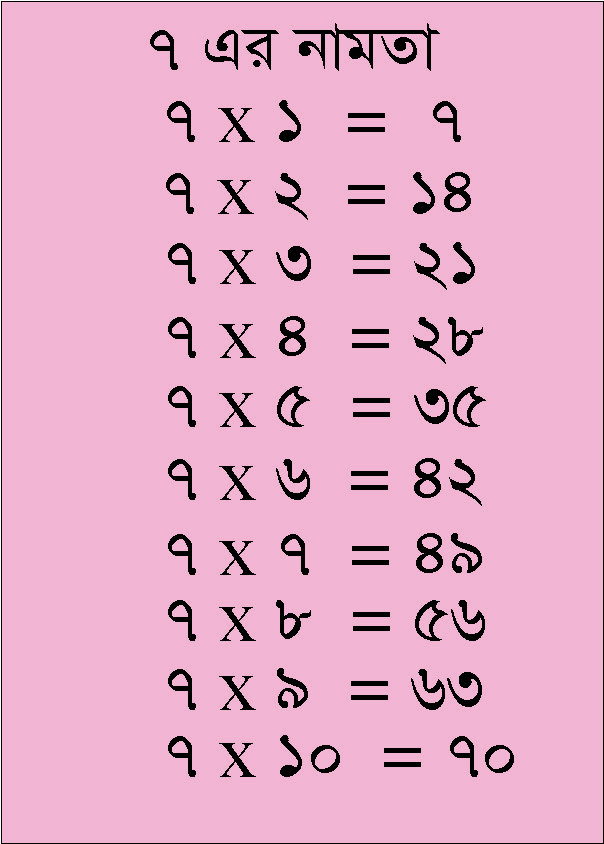 ৭ এর নামতা
৭ x ১ = ৭
৭ x ২ = ১৪
৭ x ৩ = ২১
৭ x ৪ = ২৮
৭ x ৫ = ৩৫
৭ x ৬ = ৪২
৭ x ৭ = ৪৯
৭ x ৮ = ৫৬
৭ x ৯ = ৬৩
৭ x ১০ = ৭০